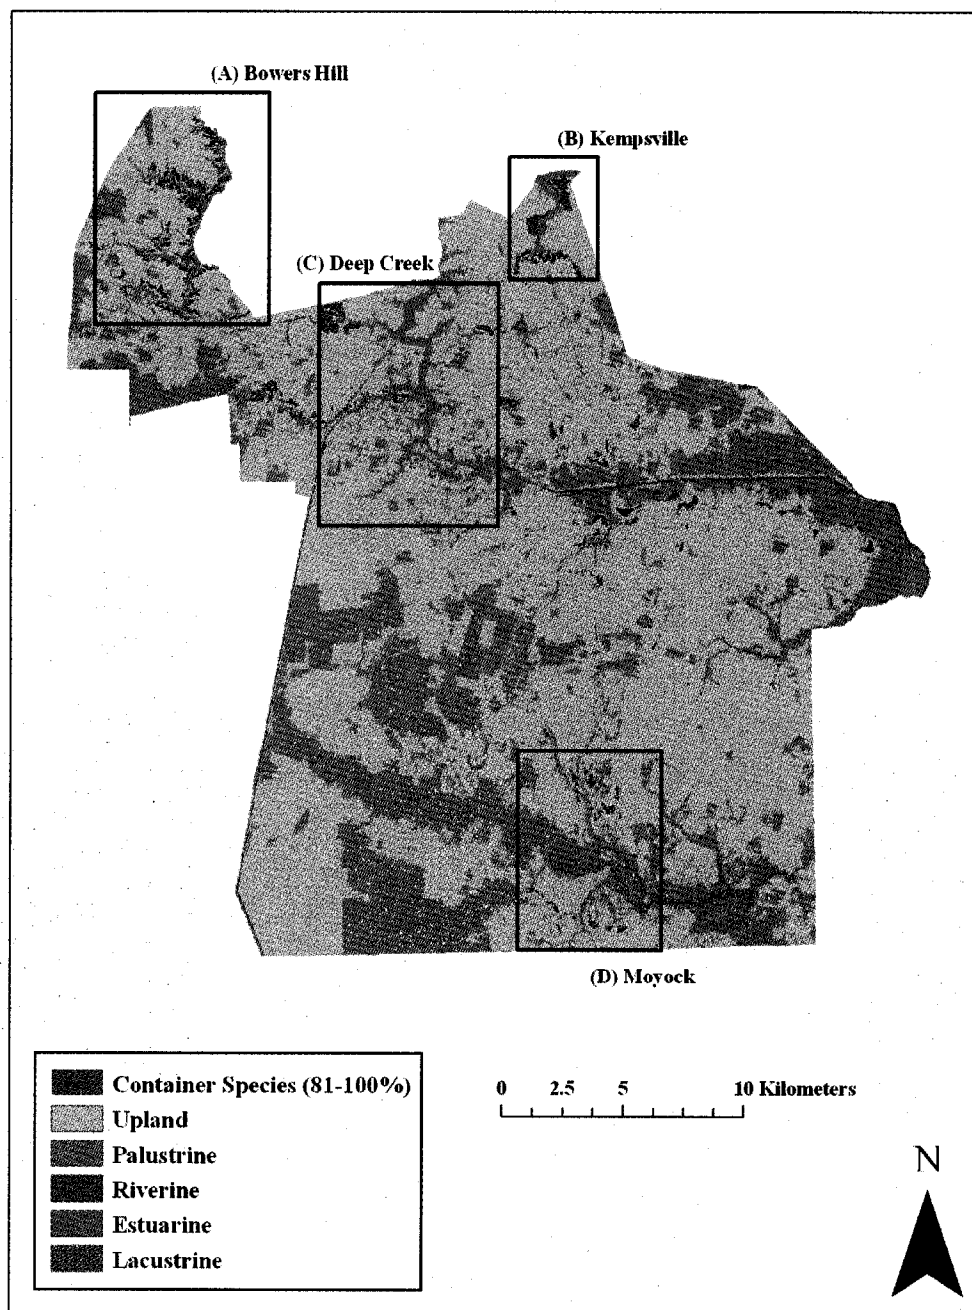 (A) Bowers Hill
(B) Kempsville
(C) Deep Creek
(D) Moyock
Container Species (81-100%)
Upland
Palustrine
Riverine
Estuarine
Lacustrine
0 2.5 5 10 Kilometers
N